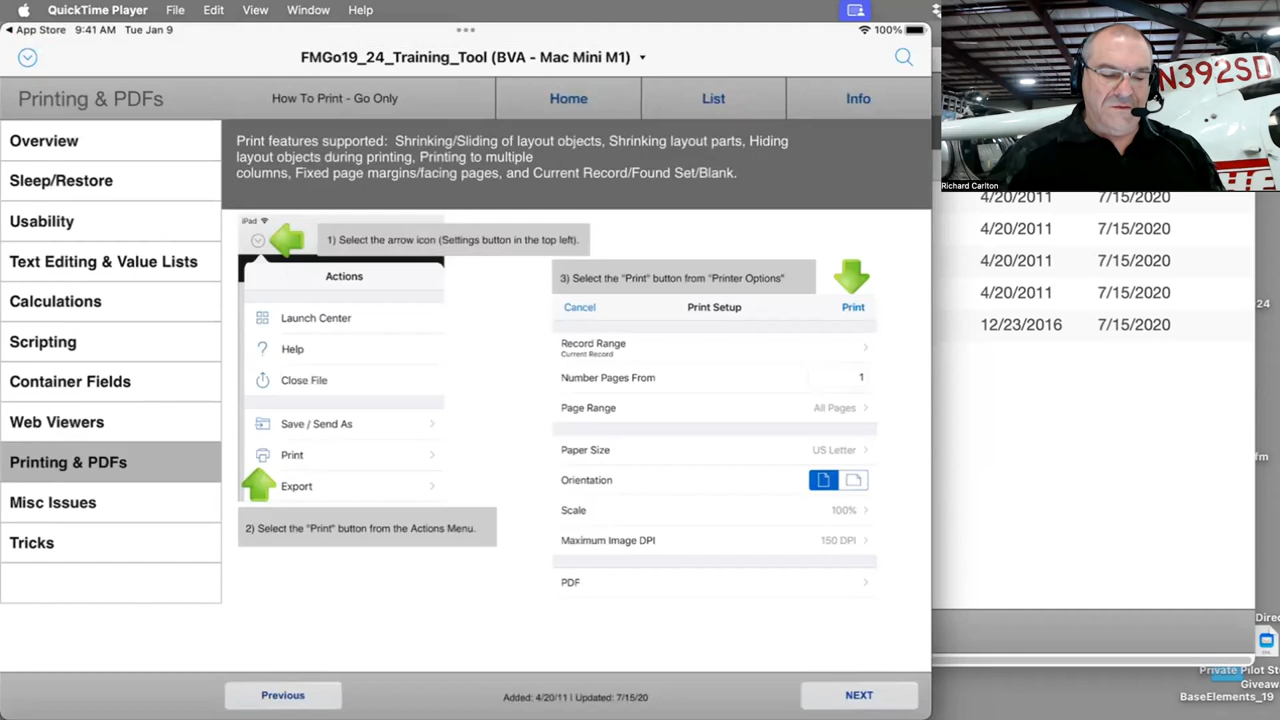 QuickTime Player File Edit View Window Help
App Store 9:41 AM Tue Jan 9
100%
FMGo19_24_Training_Tool (BVA - Mac Mini M1)
Printing & PDFs
How To Print - Go Only
Home
List
Info
Overview
Sleep/Restore
Usability
Text Editing & Value Lists
Calculations
Scripting
Container Fields
Web Viewers
Printing & PDFs
Misc Issues
Tricks
Print features supported: Shrinking/Sliding of layout objects, Shrinking layout parts, Hiding
layout objects during printing, Printing to multiple
columns, Fixed page margins/facing pages, and Current Record/Found Set/Blank.
iPad
1) Select the arrow icon (Settings button in the top left).
Actions
Launch Center
Help
Close File
Save / Send As
Print
Export
2) Select the "Print" button from the Actions Menu.
3) Select the "Print" button from "Printer Options"
Cancel Print Setup Print
Record Range
Current Record
Number Pages From 1
Page Range All Pages
Paper Size US Letter
Orientation
Scale 100%
Maximum Image DPI 150 DPI
PDF
Previous
Added: 4/20/11 | Updated: 7/15/20
NEXT
N392SD
Richard Carlton
4/20/2011 7/15/2020
4/20/2011 7/15/2020
4/20/2011 7/15/2020
4/20/2011 7/15/2020
12/23/2016 7/15/2020
24
fm
Direc
Private Pilot Stu
Giveaw
BaseElements_19